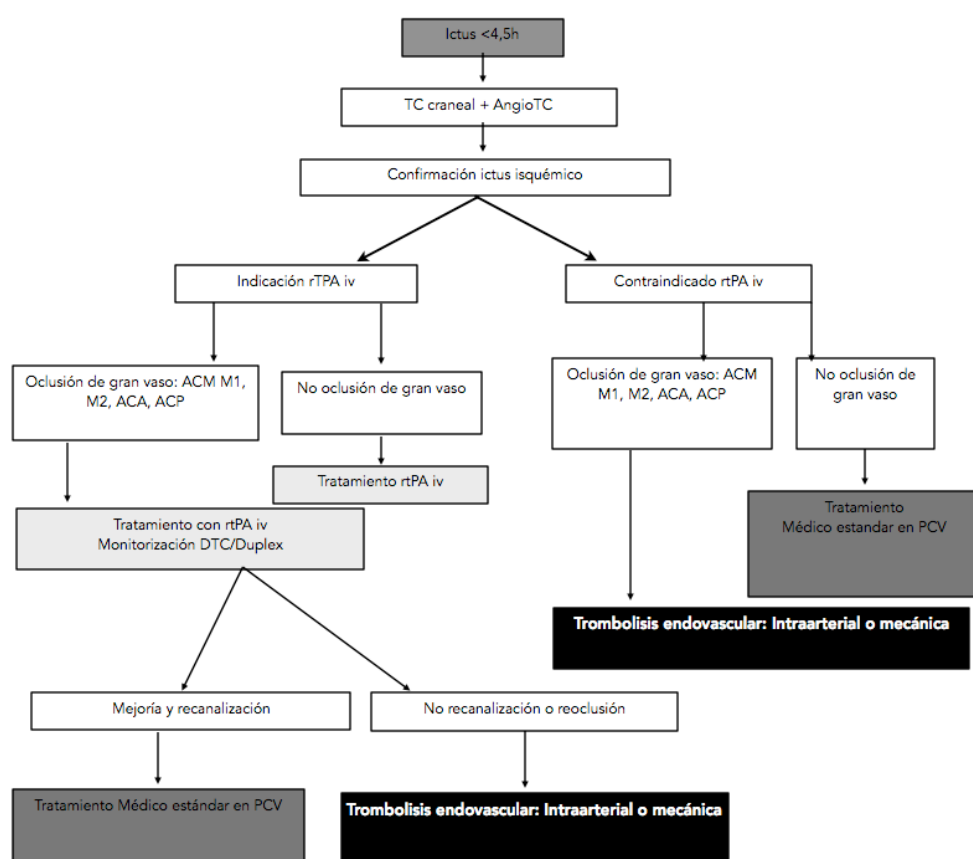 Ictus <4,5h
TC craneal + AngioTC
Confirmación ictus isquémico
Indicación rTPA iv
Contraindicado rtPA iv
Oclusión de gran vaso: ACM M1,
M2, ACA, ACP
No oclusión de gran vaso
Oclusión de gran vaso: ACM
M1, M2, ACA, ACP
No oclusión de
gran vaso
Tratamiento rtPA iv
Tratamiento
Médico estandar en PCV
Tratamiento con rtPA iv
Monitorización DTC/Duplex
Trombolisis endovascular: Intraarterial o mecánica
Mejoría y recanalización
No recanalización o reoclusión
Tratamiento Médico estándar en PCV
Trombolisis endovascular: Intraarterial o mecánica